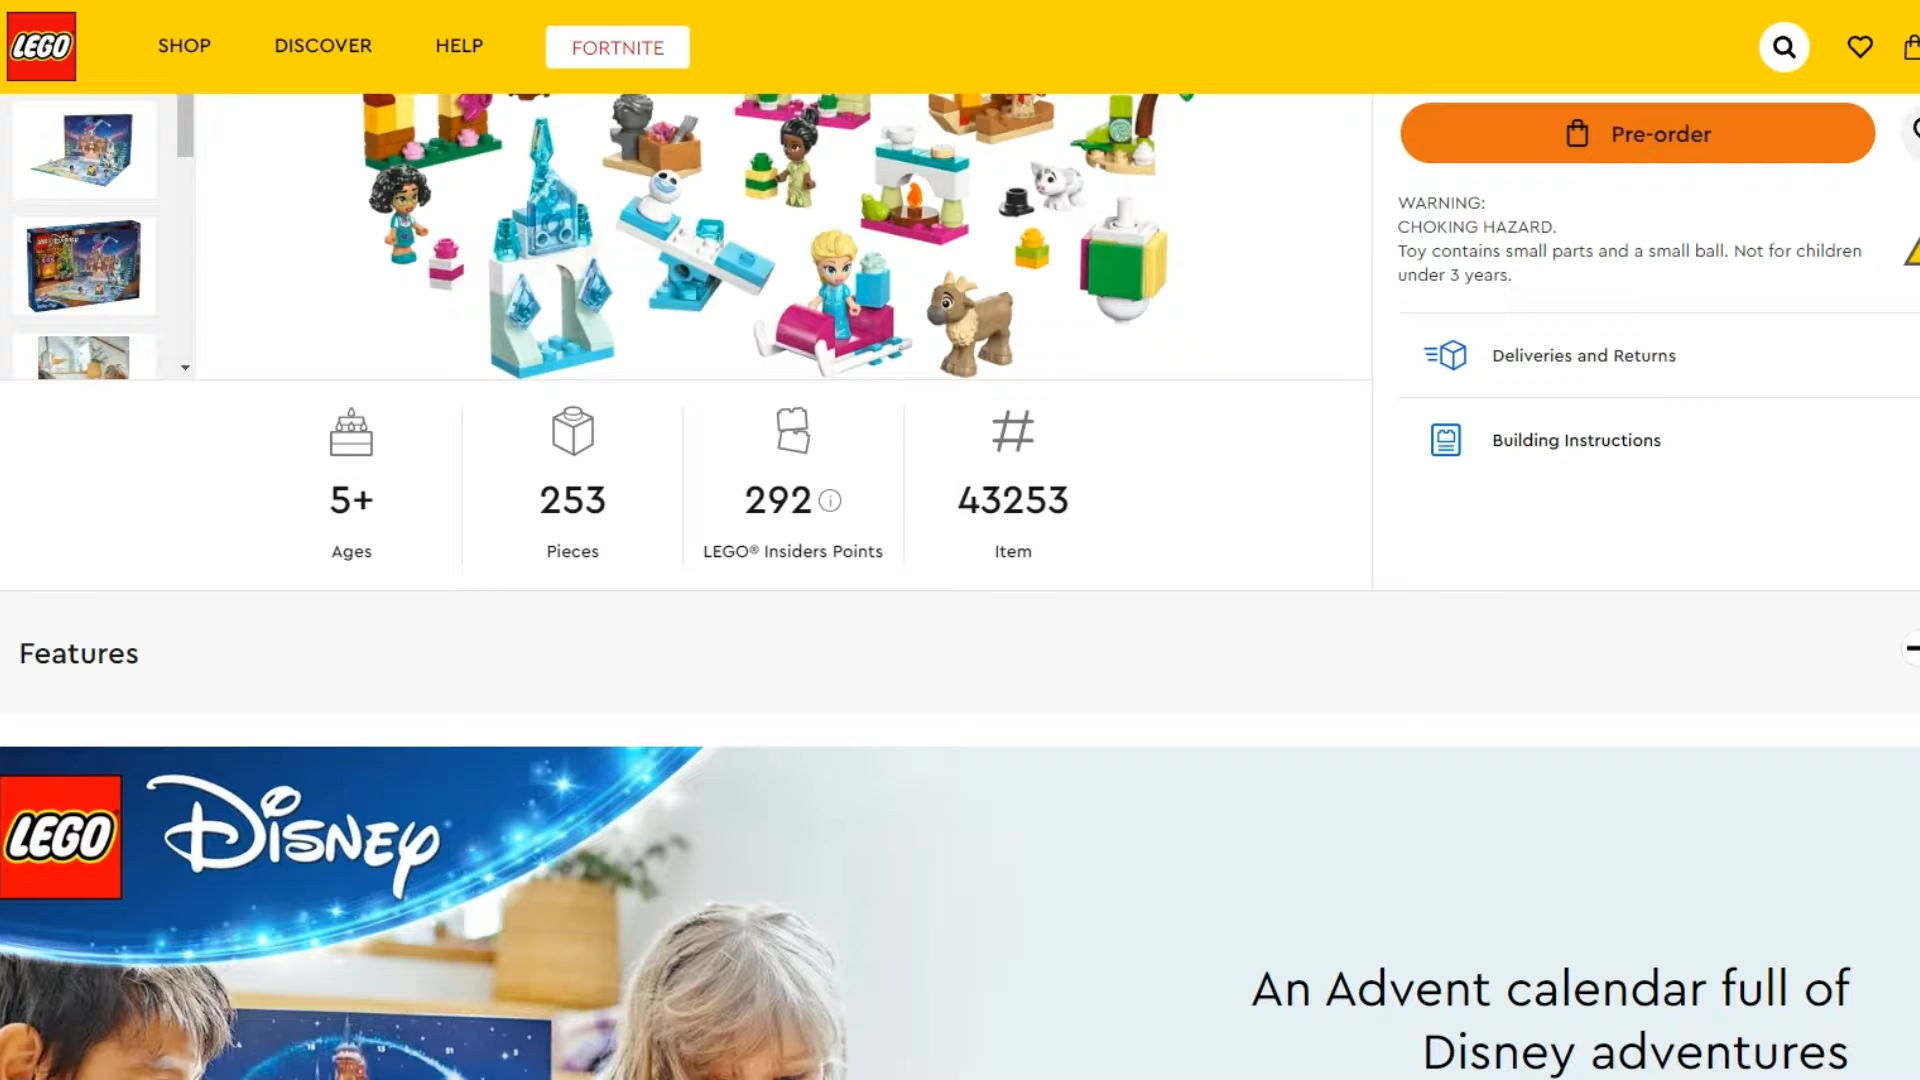 LEGO
SHOP
DISCOVER
HELP
FORTNITE
Pre-order
WARNING:
CHOKING HAZARD.
Toy contains small parts and a small ball. Not for children
under 3 years.
Deliveries and Returns
Building Instructions
5+
Ages
253
Pieces
292
LEGO® Insiders Points
43253
Item
Features
LEGO
Disney
An Advent calendar full of
Disney adventures